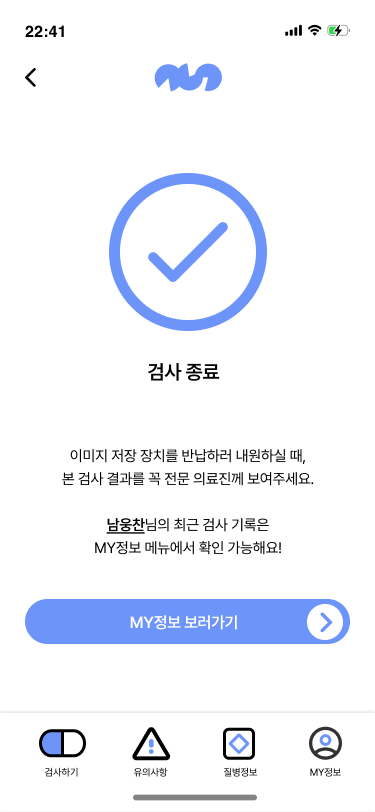 22:41
검사 종료
이미지 저장 장치를 반납하러 내원하실 때,
본 검사 결과를 꼭 전문 의료진께 보여주세요.
남웅찬님의 최근 검사 기록은
MY정보 메뉴에서 확인 가능해요!
MY정보 보러가기
검사하기 유의사항 질병정보 MY정보